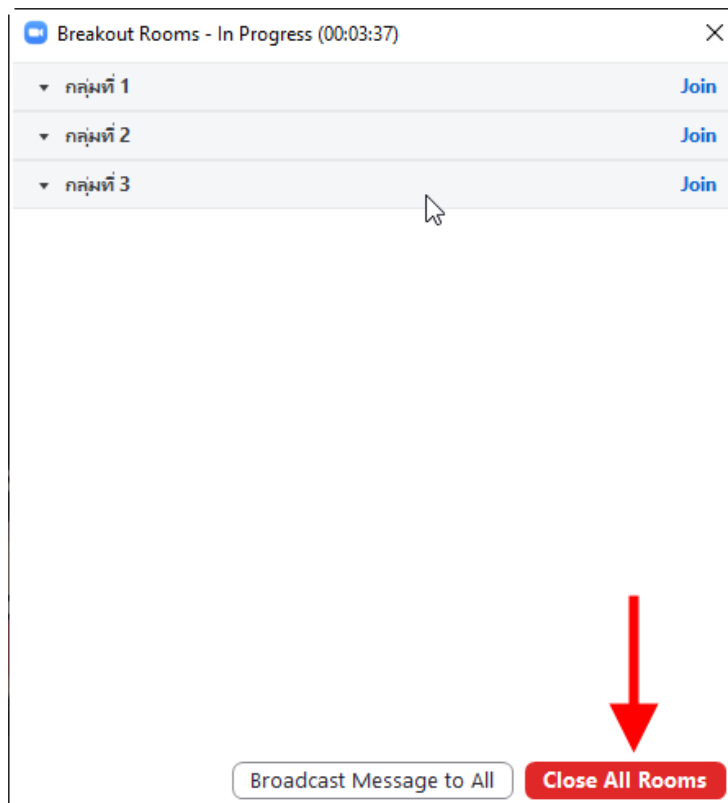 Breakout Rooms - In Progress (00:03:37)
กลุ่มที่ 1 Join
กลุ่มที่ 2 Join
กลุ่มที่ 3 Join
Broadcast Message to All Close All Rooms